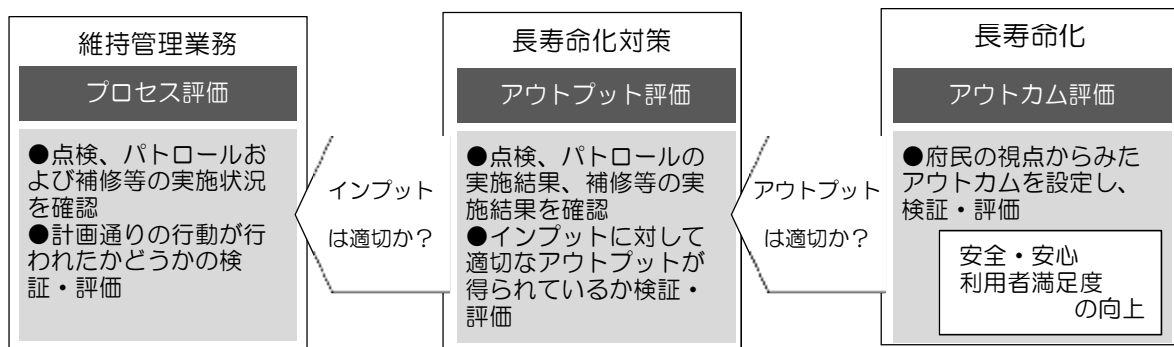 維持管理業務
プロセス評価
●点検、パトロールお
よび補修等の実施状況
を確認
●計画通りの行動が行
われたかどうかの検
証・評価
インプット
は適切か？
長寿命化対策
アウトプット評価
●点検、パトロールの
実施結果、補修等の実
施結果を確認
●インプットに対して
適切なアウトプットが
得られているか検証・
評価
アウトプット
は適切か？
長寿命化
アウトカム評価
●府民の視点からみた
アウトカムを設定し、
検証・評価
安全・安心
利用者満足度
の向上